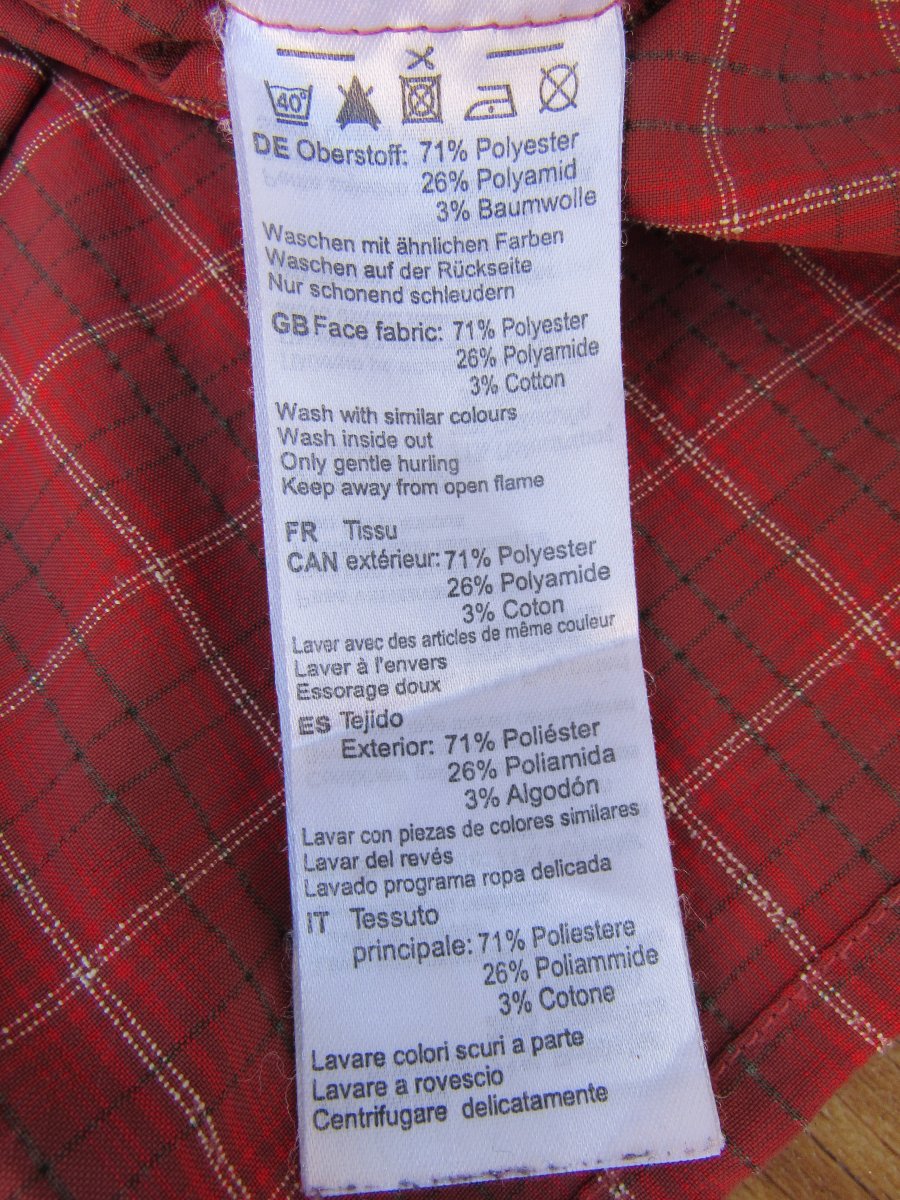 40°
DE Oberstoff: 71% Polyester
26% Polyamid
3% Baumwolle
Waschen mit ähnlichen Farben
Waschen auf der Rückseite
Nur schonend schleudern
GB Face fabric: 71% Polyester
26% Polyamide
3% Cotton
Wash with similar colours
Wash inside out
Only gentle hurling
Keep away from open flame
FR Tissu
CAN extérieur: 71% Polyester
26% Polyamide
3% Coton
Laver avec des articles de même couleur
Laver à l'envers
Essorage doux
ES Tejido
Exterior: 71% Poliéster
26% Poliamida
3% Algodón
Lavar con piezas de colores similares
Lavar del revés
Lavado programa ropa delicada
IT Tessuto
principale: 71% Poliestere
26% Poliammide
3% Cotone
Lavare colori scuri a parte
Lavare a rovescio
Centrifugare delicatamente